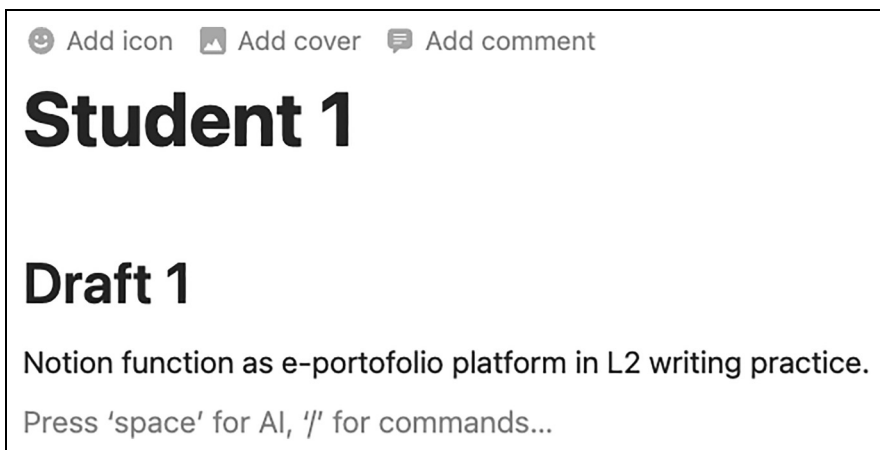 Add icon Add cover Add comment
Student 1
Draft 1
Notion function as e-portofolio platform in L2 writing practice.
Press ‘space’ for AI, ‘/’ for commands...